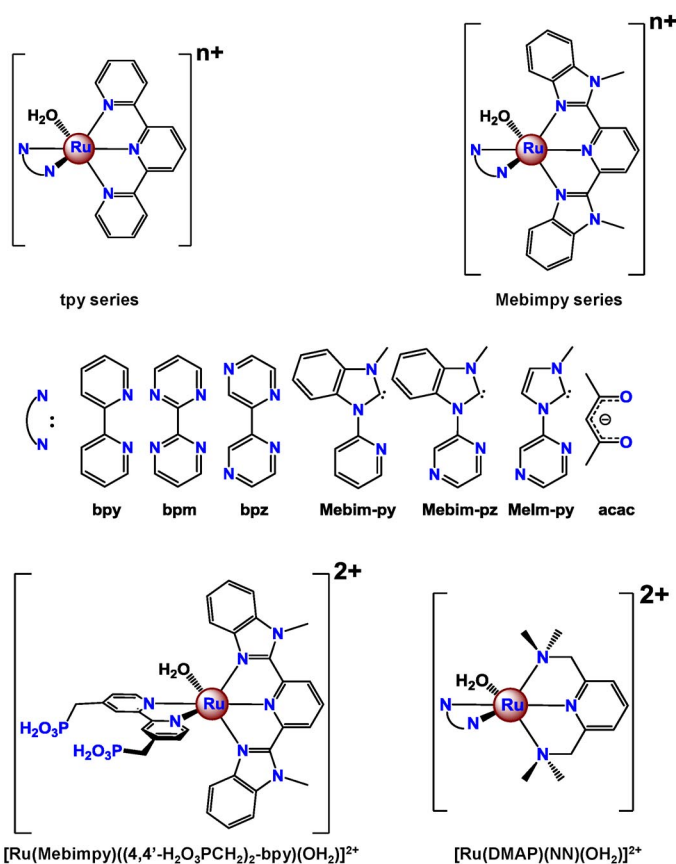 n+
H₂O
N
Ru
N
N
N
N
tpy series
n+
N
N
H₂O
N
Ru
N
N
N
N
Mebimpy series
N
N
:
N
N
bpy
N
N
N
N
bpm
N
N
N
N
bpz
N
N
N
Mebim-py
N
N
N
N
Mebim-pz
N
N
N
N
MeIm-py
O
⊖
O
acac
2+
N
N
H₂O
N
Ru
N
N
H₂O₃P
H₂O₃P
N
N
N
[Ru(Mebimpy)((4,4'-H₂O₃PCH₂)₂-bpy)(OH₂)]²⁺
2+
N
H₂O
N
Ru
N
N
N
[Ru(DMAP)(NN)(OH₂)]²⁺